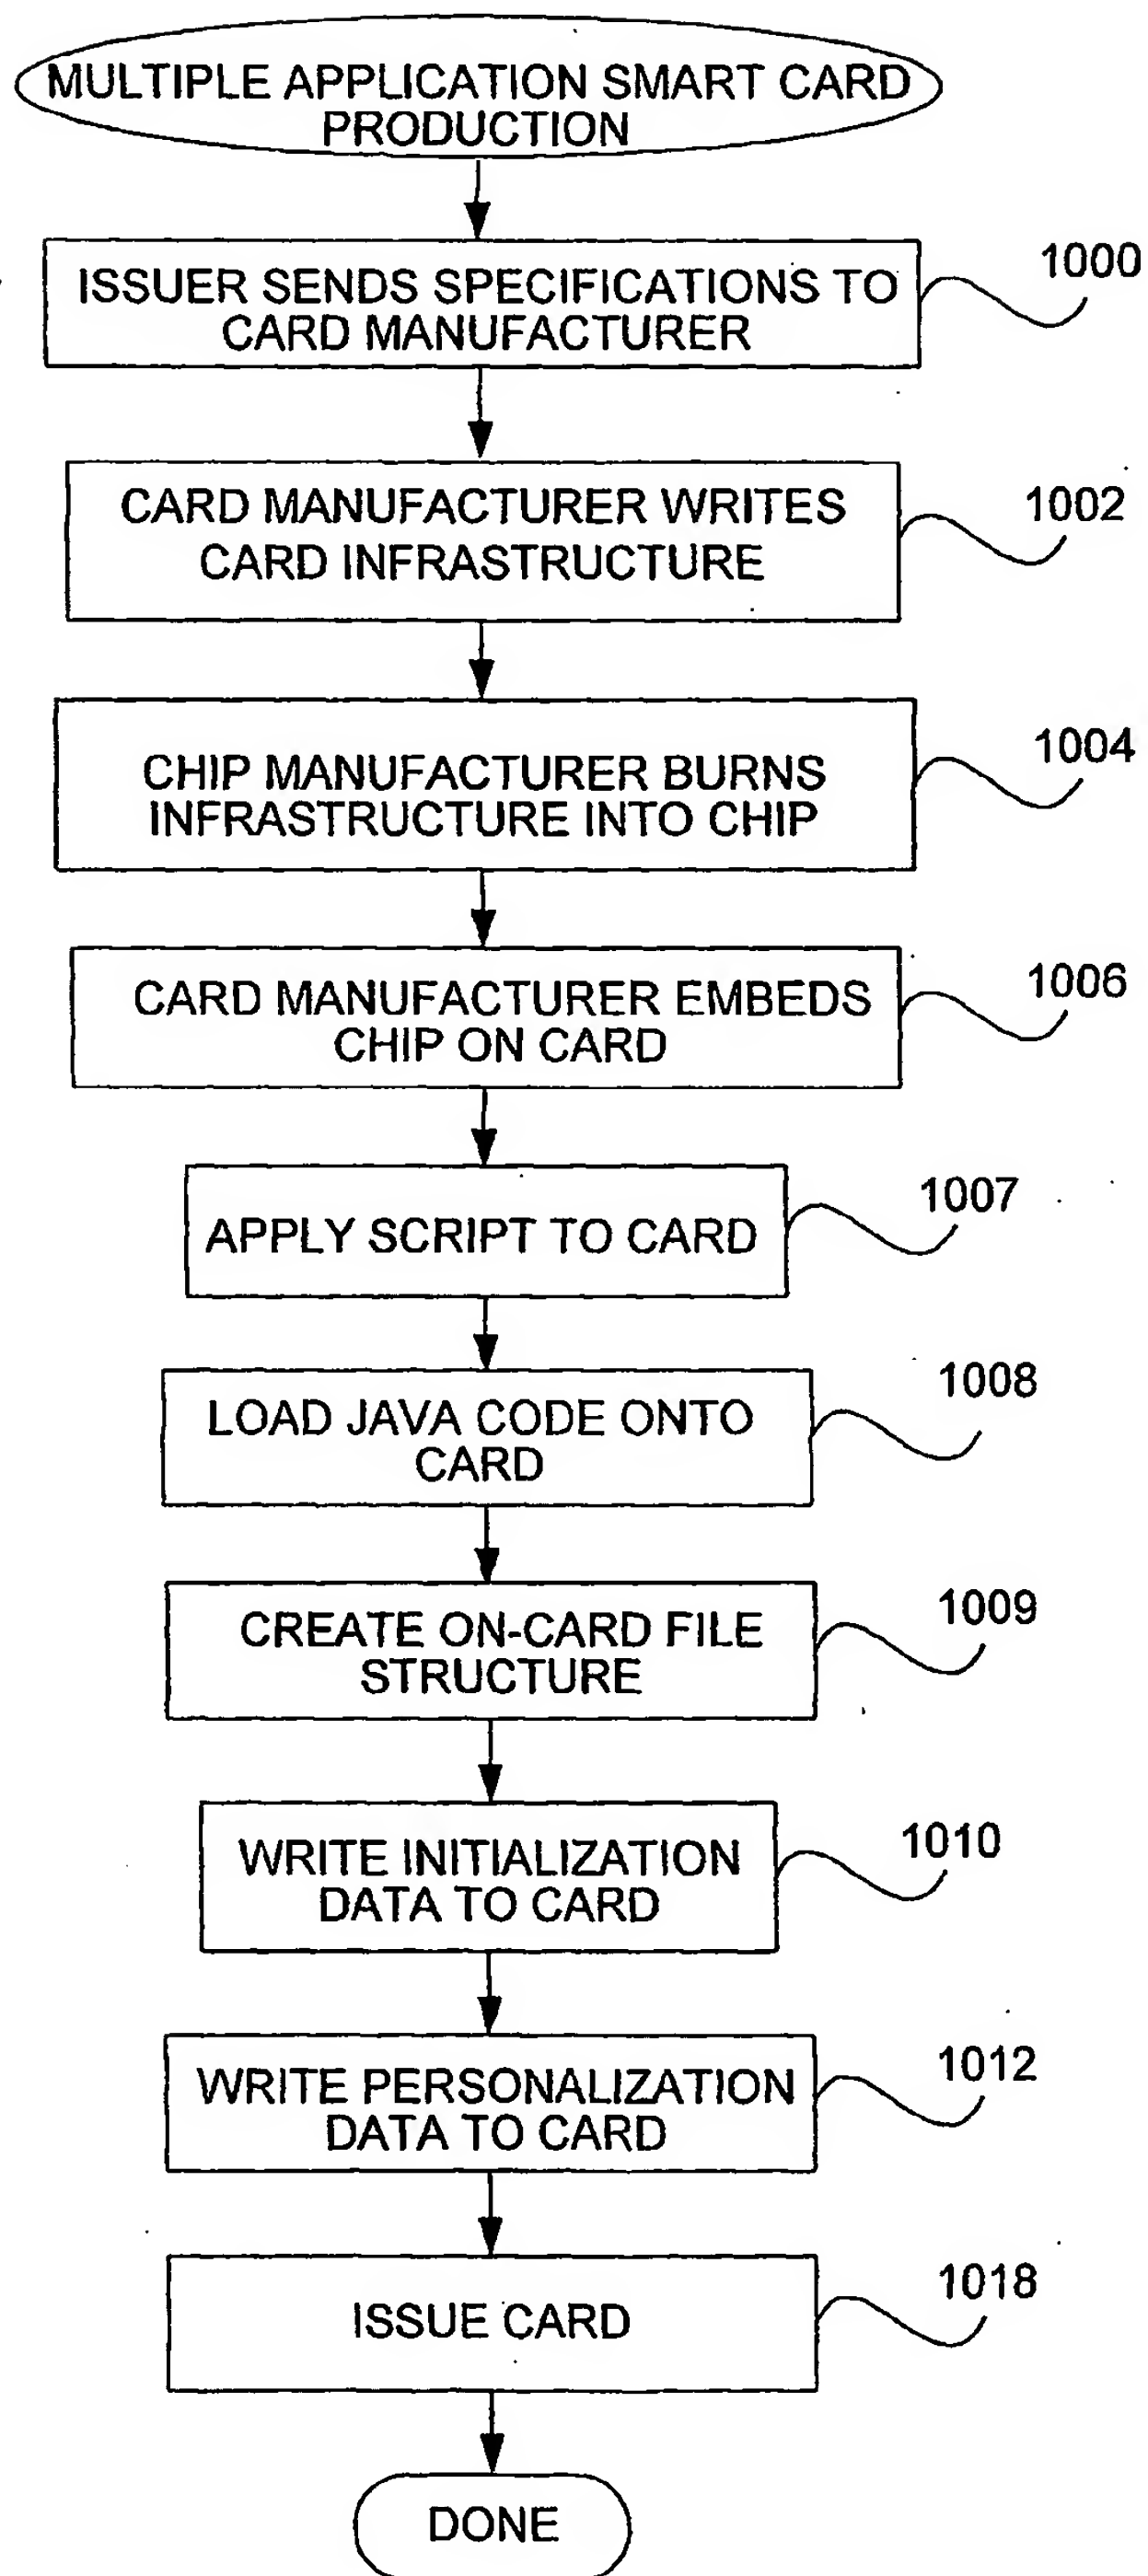 MULTIPLE APPLICATION SMART CARD
PRODUCTION
ISSUER SENDS SPECIFICATIONS TO
CARD MANUFACTURER
1000
CARD MANUFACTURER WRITES
CARD INFRASTRUCTURE
1002
CHIP MANUFACTURER BURNS
INFRASTRUCTURE INTO CHIP
1004
CARD MANUFACTURER EMBEDS
CHIP ON CARD
1006
APPLY SCRIPT TO CARD
1007
LOAD JAVA CODE ONTO
CARD
1008
CREATE ON-CARD FILE
STRUCTURE
1009
WRITE INITIALIZATION
DATA TO CARD
1010
WRITE PERSONALIZATION
DATA TO CARD
1012
ISSUE CARD
1018
DONE